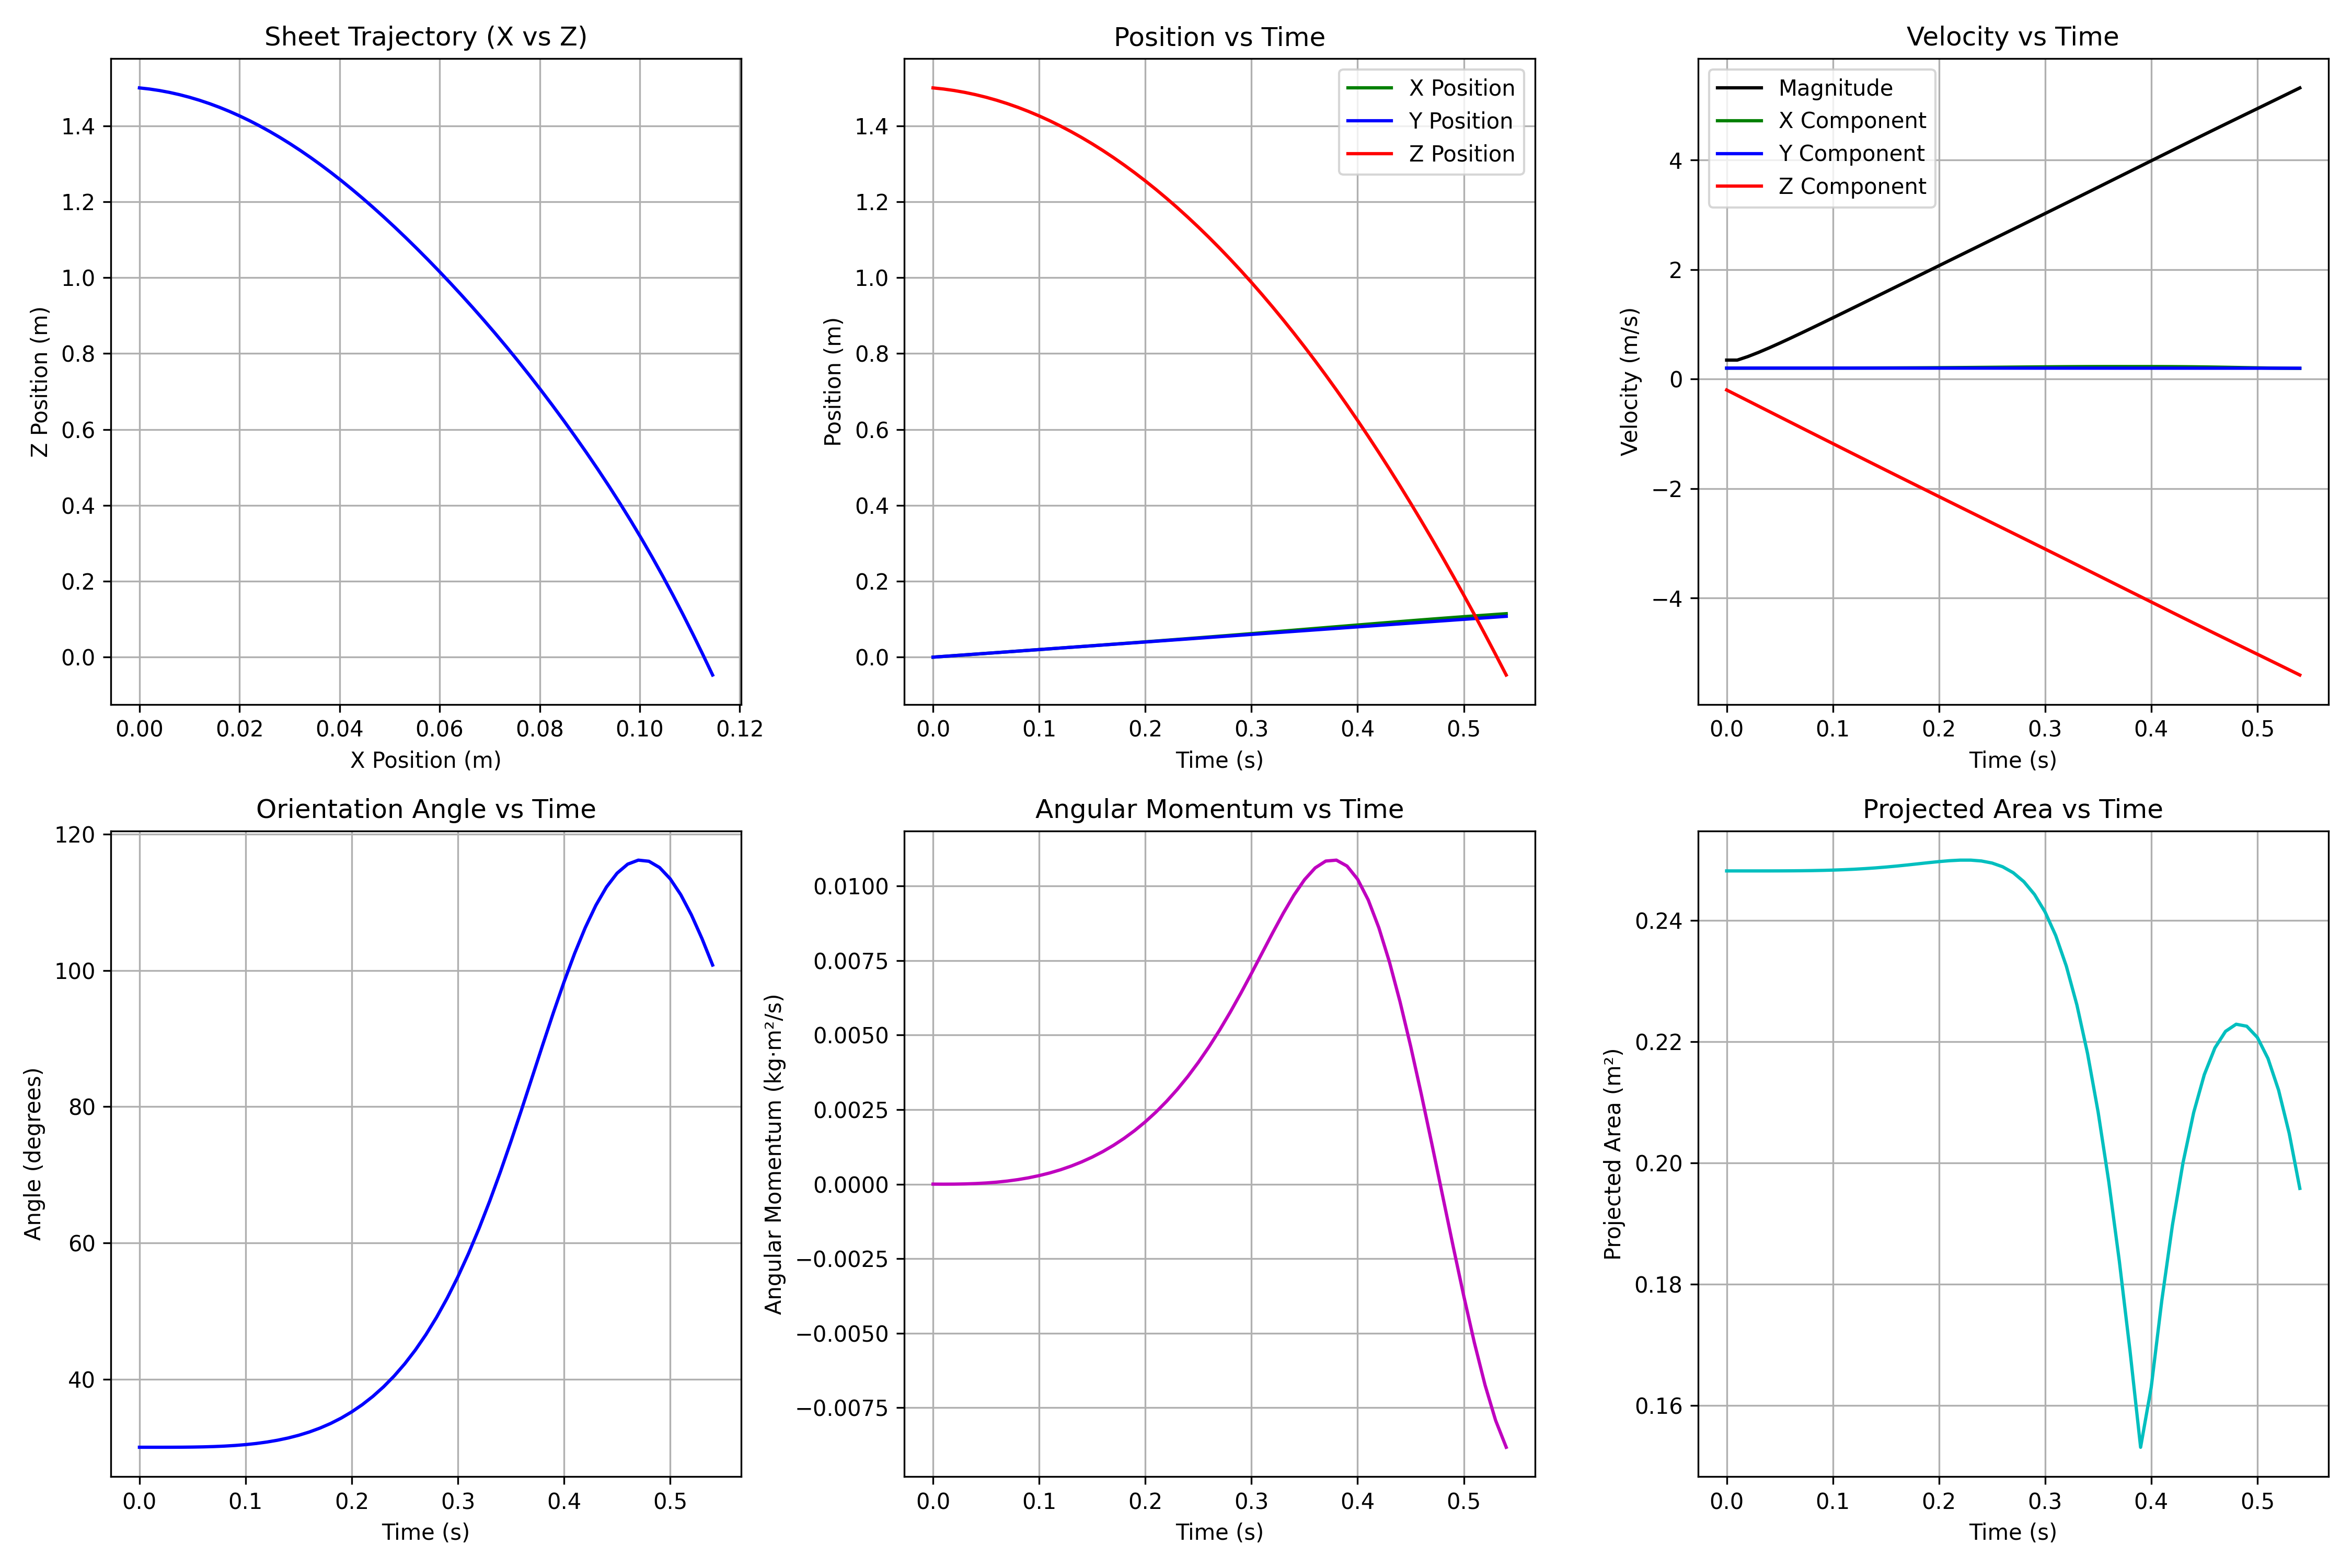 Sheet Trajectory (X vs Z)
Z Position (m)
1.4
1.2
1.0
0.8
0.6
0.4
0.2
0.0
0.00 0.02 0.04 0.06 0.08 0.10 0.12
X Position (m)
Position vs Time
X Position
Y Position
Z Position
Position (m)
1.4
1.2
1.0
0.8
0.6
0.4
0.2
0.0
0.0 0.1 0.2 0.3 0.4 0.5
Time (s)
Velocity vs Time
Magnitude
X Component
Y Component
Z Component
Velocity (m/s)
4
2
0
−2
−4
0.0 0.1 0.2 0.3 0.4 0.5
Time (s)
Orientation Angle vs Time
Angle (degrees)
120
100
80
60
40
0.0 0.1 0.2 0.3 0.4 0.5
Time (s)
Angular Momentum vs Time
Angular Momentum (kg·m²/s)
0.0100
0.0075
0.0050
0.0025
0.0000
−0.0025
−0.0050
−0.0075
0.0 0.1 0.2 0.3 0.4 0.5
Time (s)
Projected Area vs Time
Projected Area (m²)
0.24
0.22
0.20
0.18
0.16
0.0 0.1 0.2 0.3 0.4 0.5
Time (s)